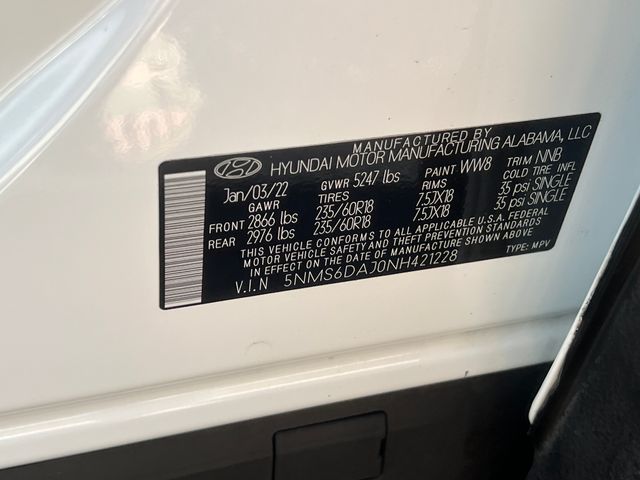 MANUFACTURED BY
HYUNDAI MOTOR MANUFACTURING ALABAMA, LLC
Jan/03/22 GVWR 5247 lbs PAINT WW8 TRIM NNB
GAWR TIRES RIMS COLD TIRE INFL
FRONT 2866 lbs 235/60R18 7.5JX18 35 psi SINGLE
REAR 2976 lbs 235/60R18 7.5JX18 35 psi SINGLE
THIS VEHICLE CONFORMS TO ALL APPLICABLE U.S.A. FEDERAL
MOTOR VEHICLE SAFETY AND THEFT PREVENTION STANDARDS
IN EFFECT ON THE DATE OF MANUFACTURE SHOWN ABOVE
V.I.N 5NMS6DAJ0NH421228 TYPE: MPV